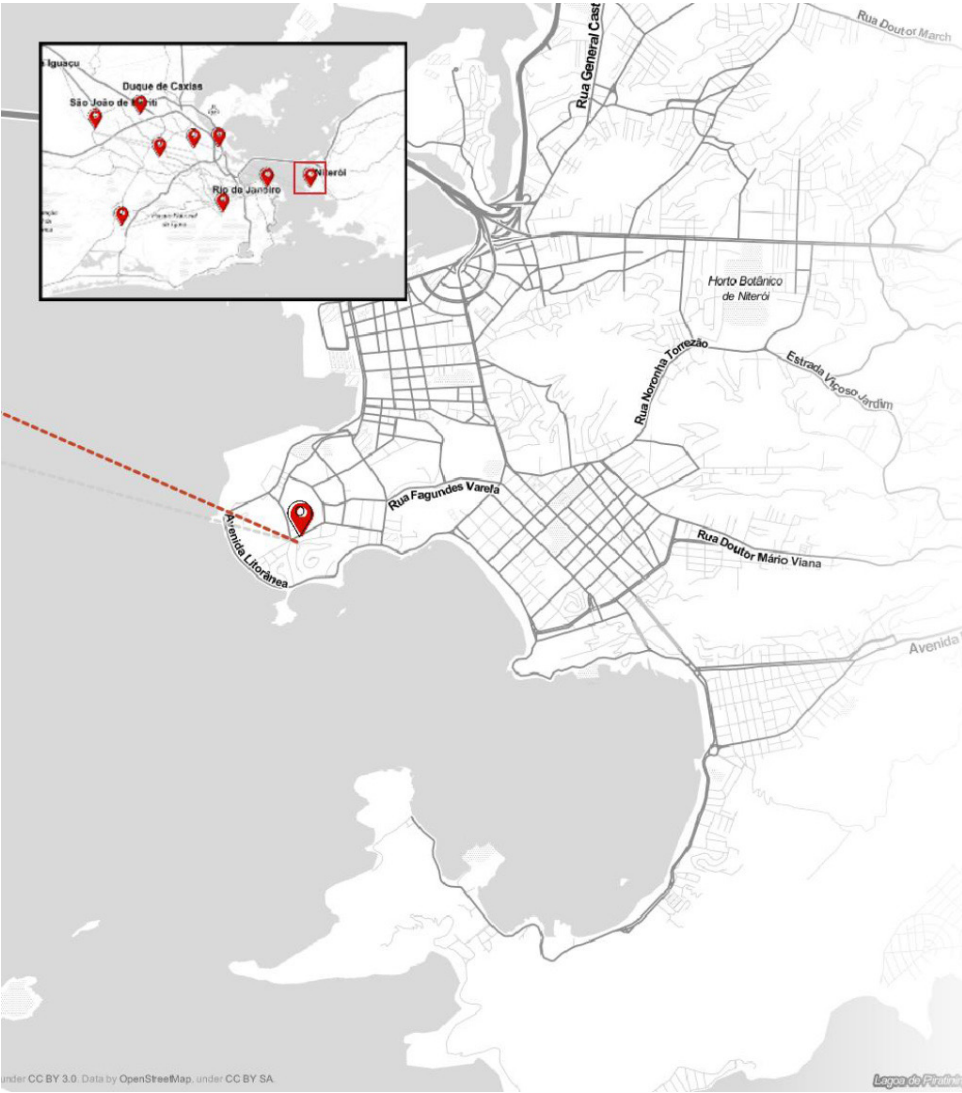 Rua Doutor March
Rua General Cast
Iguaçu
Duque de Caxias
São João de Meriti
Niterói
Rio de Janeiro
Horto Botânico
de Niterói
Rua Noronha Torrezão
Estrada Viçoso Jardim
Rua Fagundes Varela
Avenida Litorânea
Rua Doutor Mário Viana
Avenida
under CC BY 3.0. Data by OpenStreetMap, under CC BY SA.
Lagoa de Piratinin